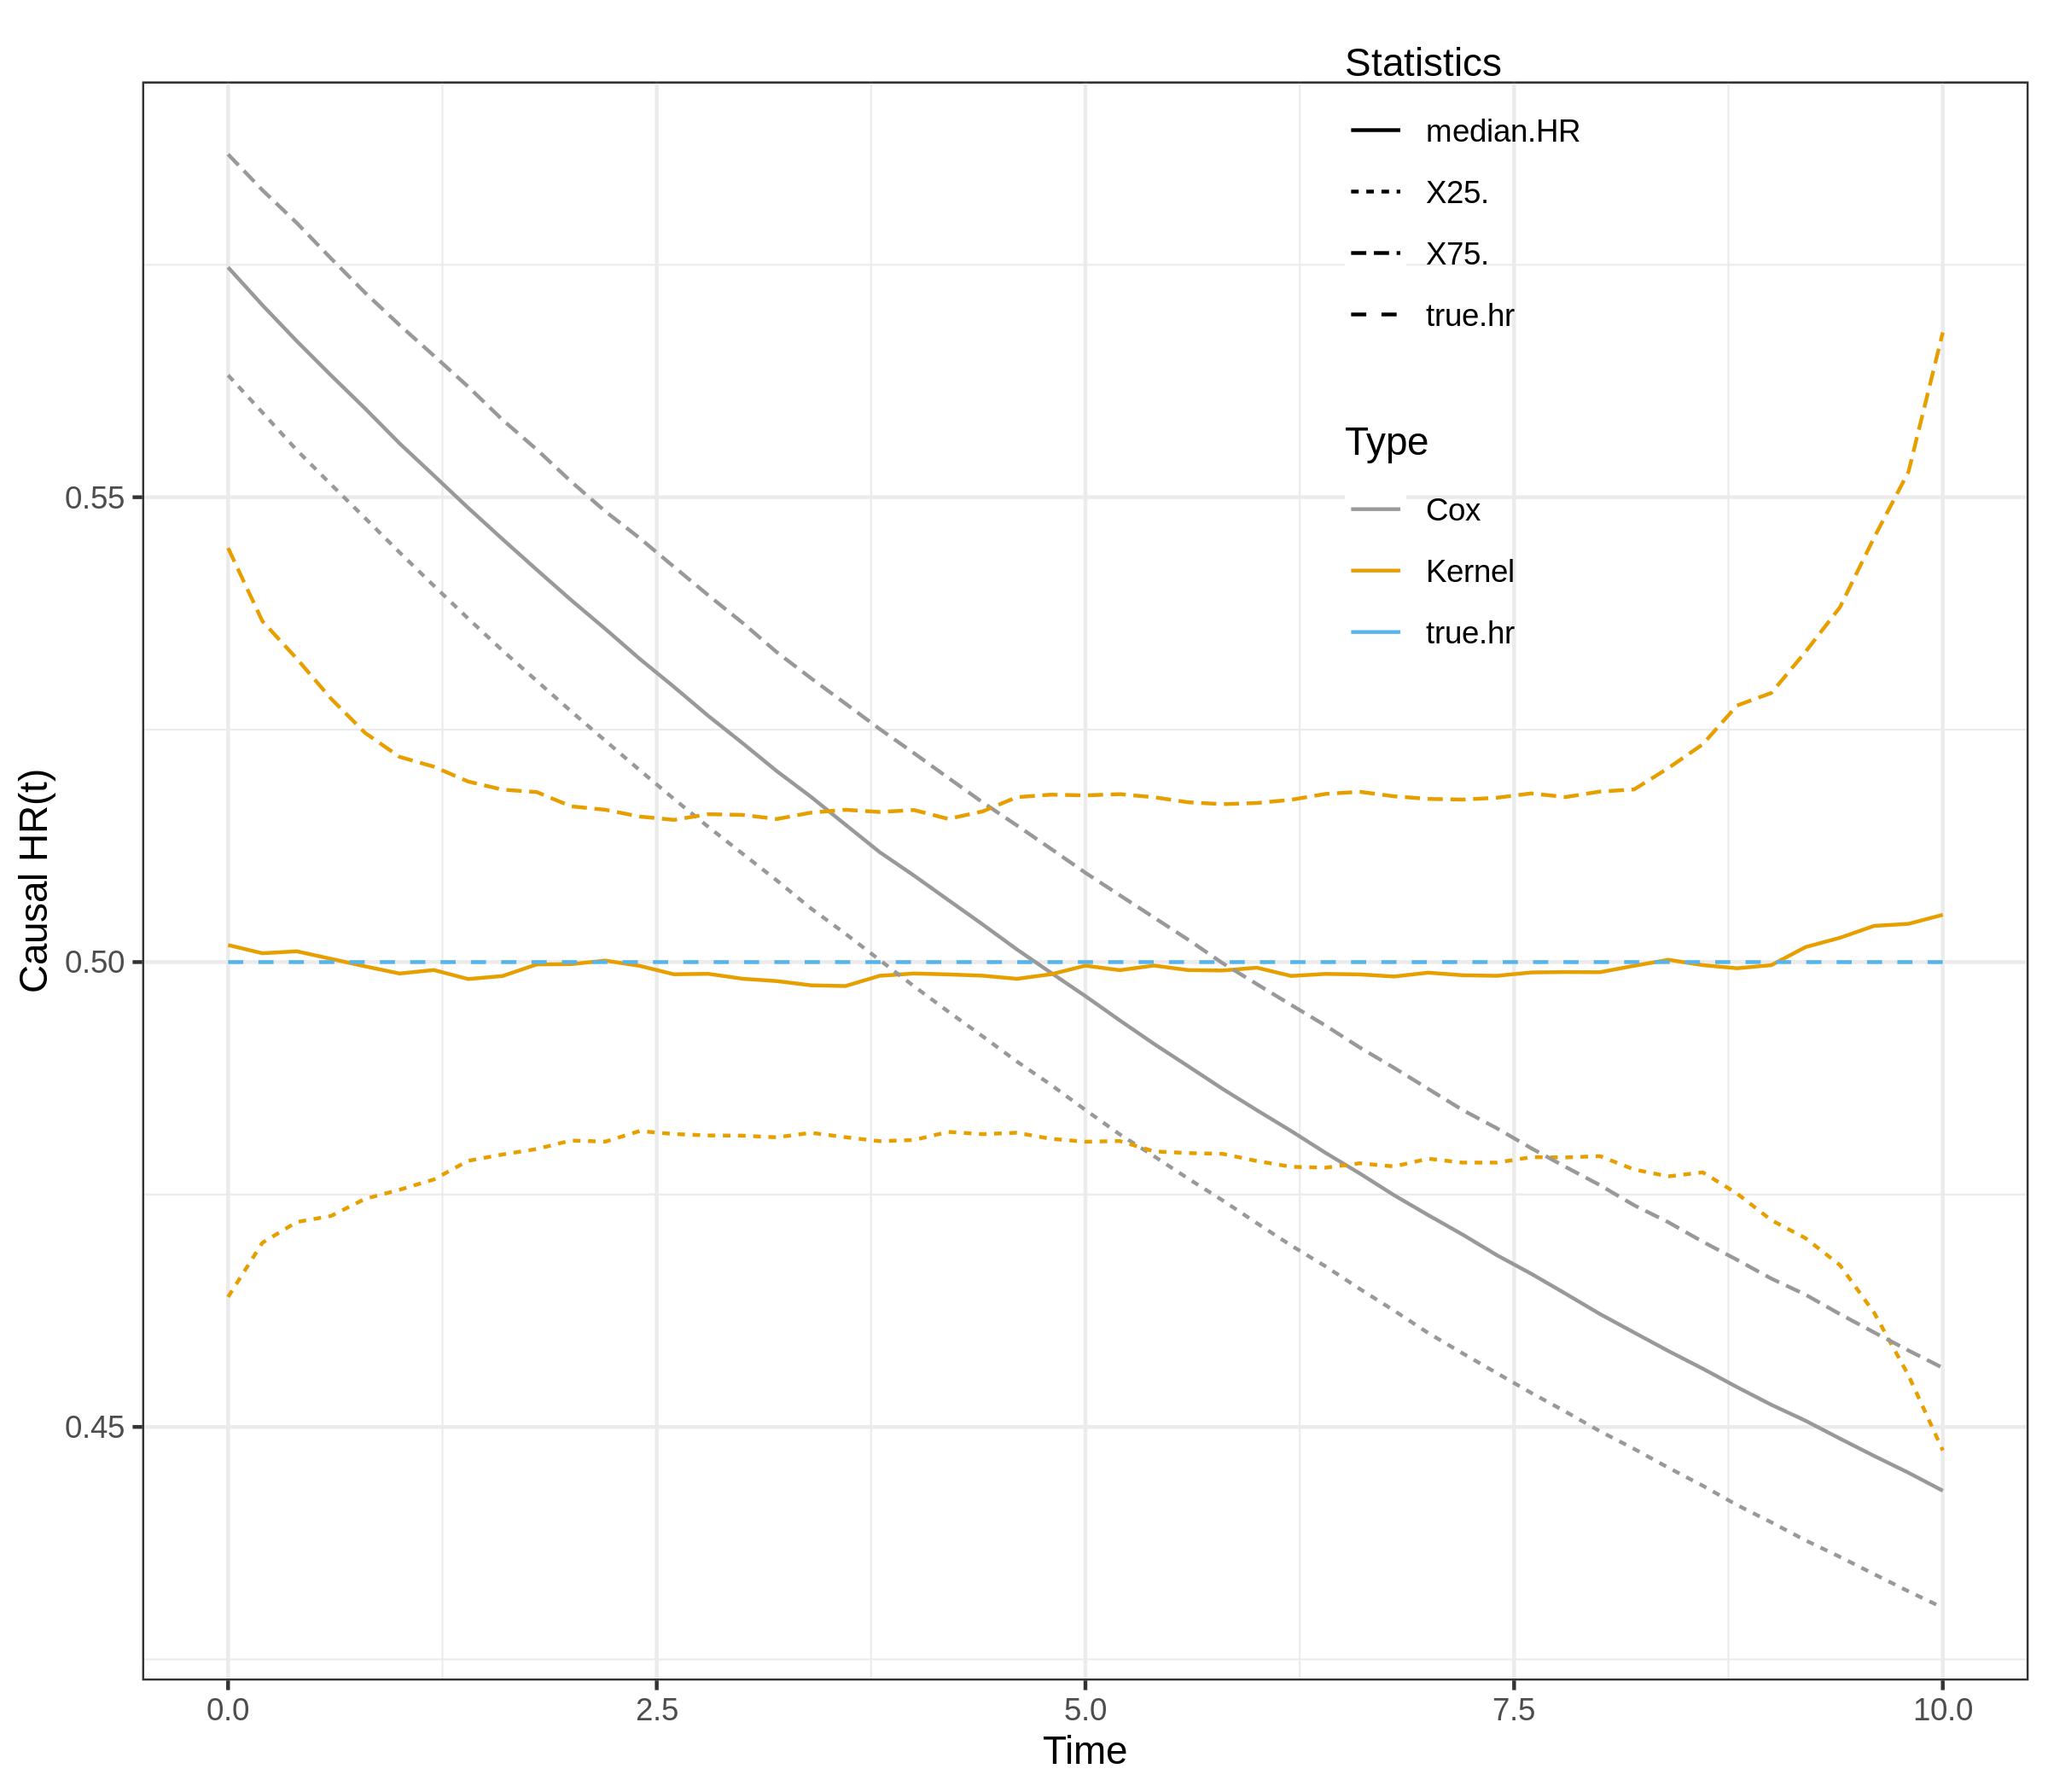 Statistics
median.HR
X25.
X75.
true.hr
Type
Cox
Kernel
true.hr
Causal HR(t)
0.55
0.50
0.45
0.0 2.5 5.0 7.5 10.0
Time